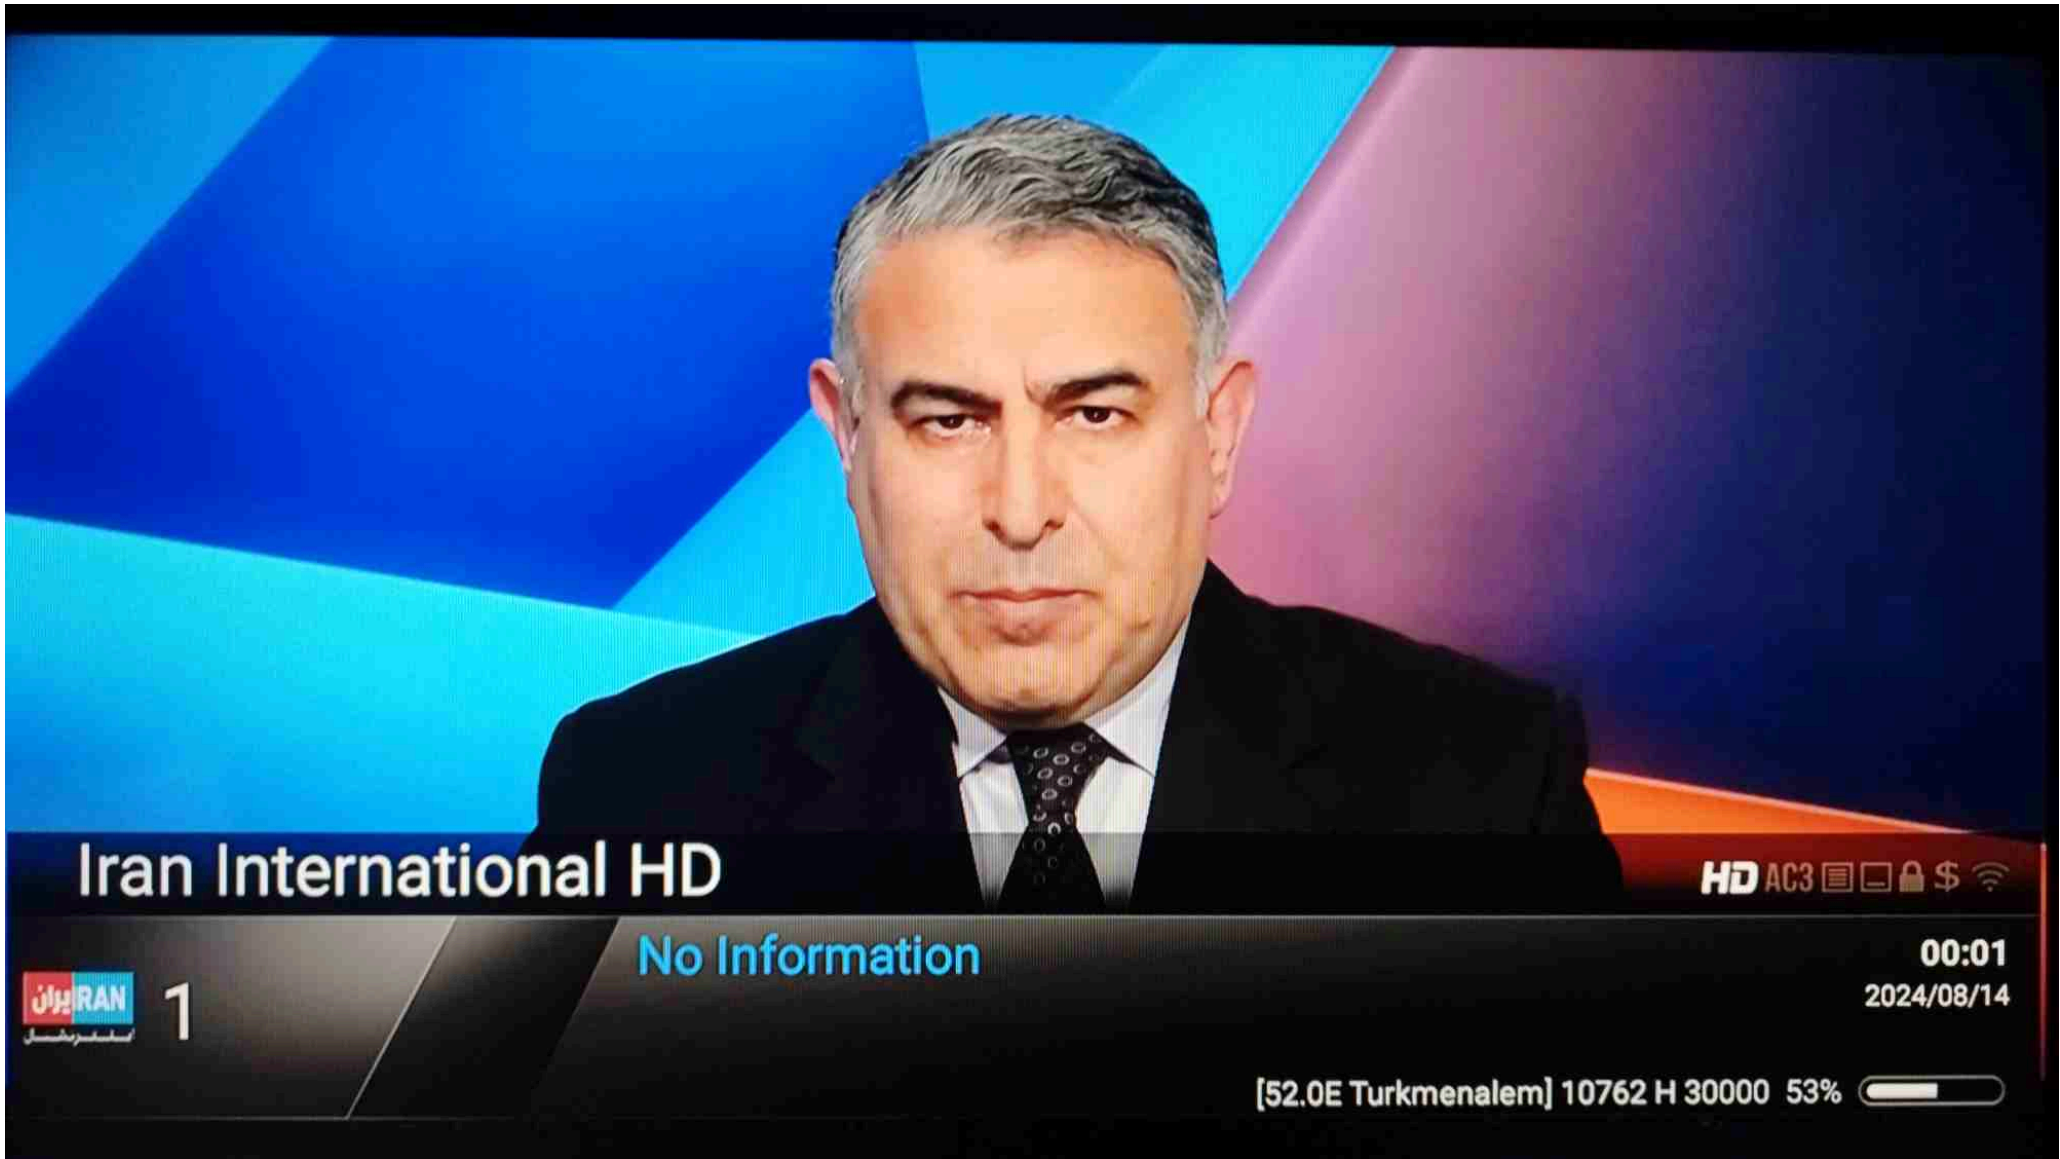 Iran International HD
HD AC3 $
No Information
00:01
2024/08/14
ایران IRAN
اینترنشنال
1
[52.0E Turkmenalem] 10762 H 30000 53%